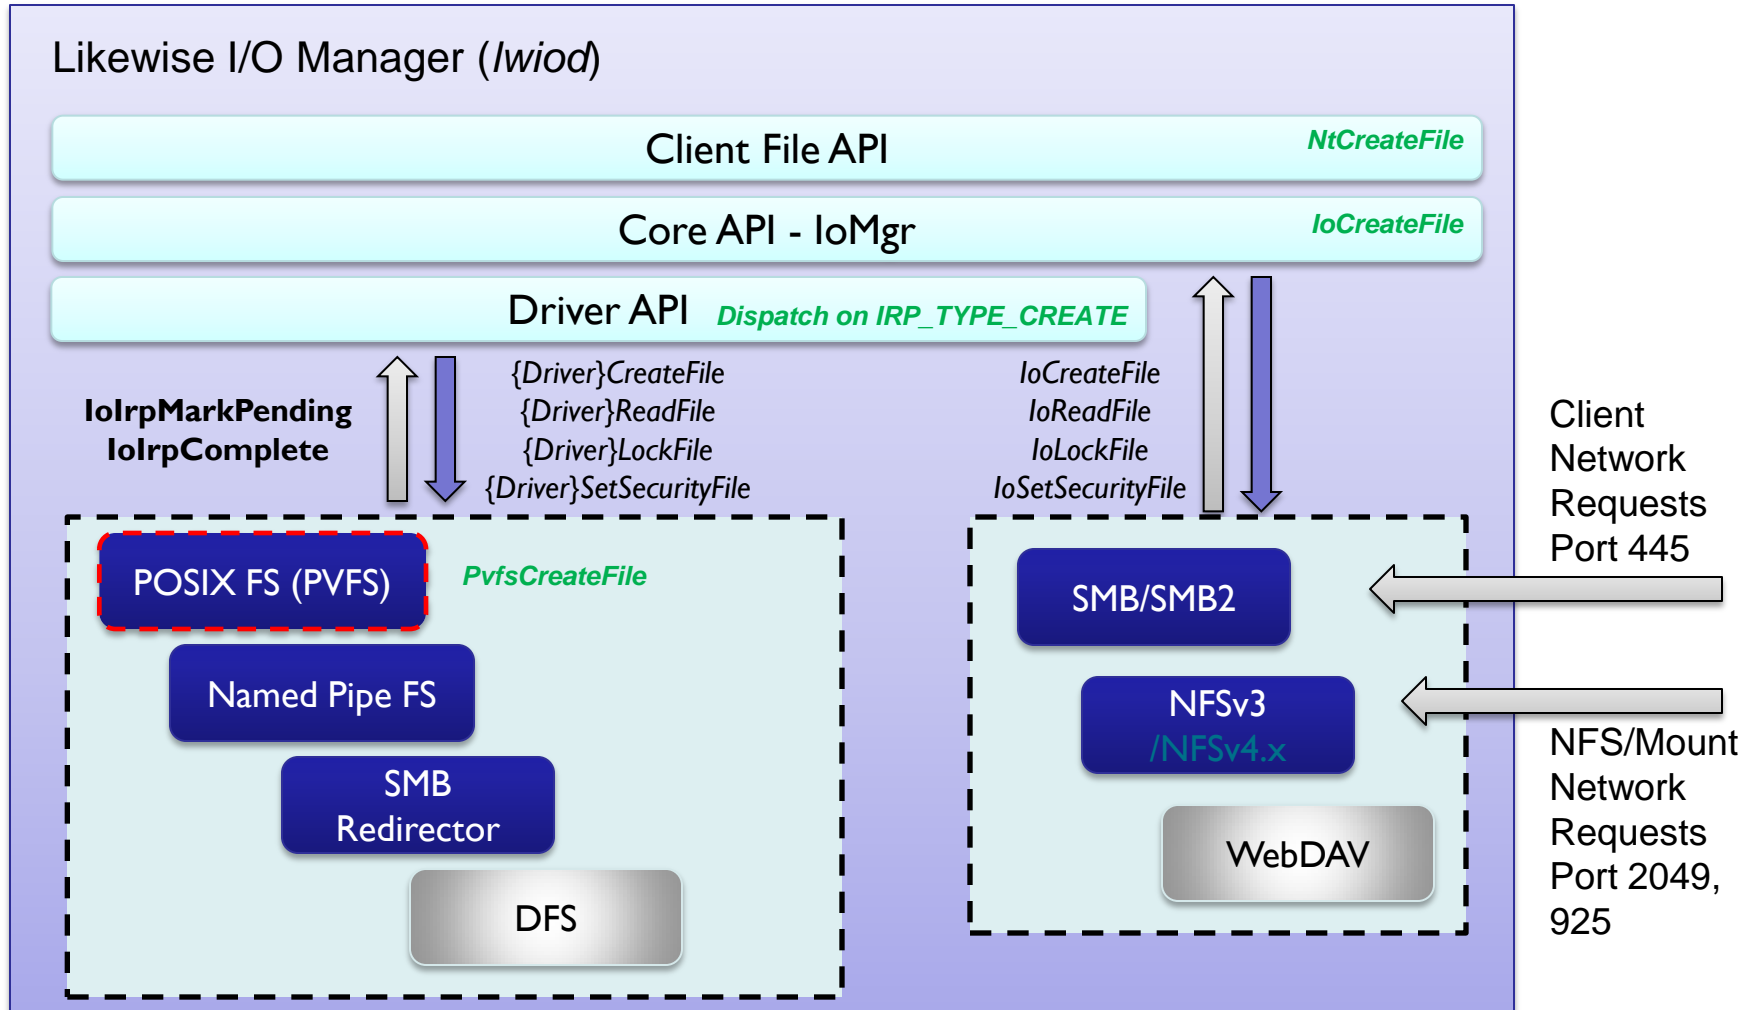 Likewise I/O Manager (lwiod)
Client File API
NtCreateFile
Core API - IoMgr
IoCreateFile
Driver API
Dispatch on IRP_TYPE_CREATE
IoIrpMarkPending
IoIrpComplete
{Driver}CreateFile
{Driver}ReadFile
{Driver}LockFile
{Driver}SetSecurityFile
IoCreateFile
IoReadFile
IoLockFile
IoSetSecurityFile
POSIX FS (PVFS)
PvfsCreateFile
Named Pipe FS
SMB
Redirector
DFS
SMB/SMB2
NFSv3
/NFSv4.x
WebDAV
Client
Network
Requests
Port 445
NFS/Mount
Network
Requests
Port 2049,
925